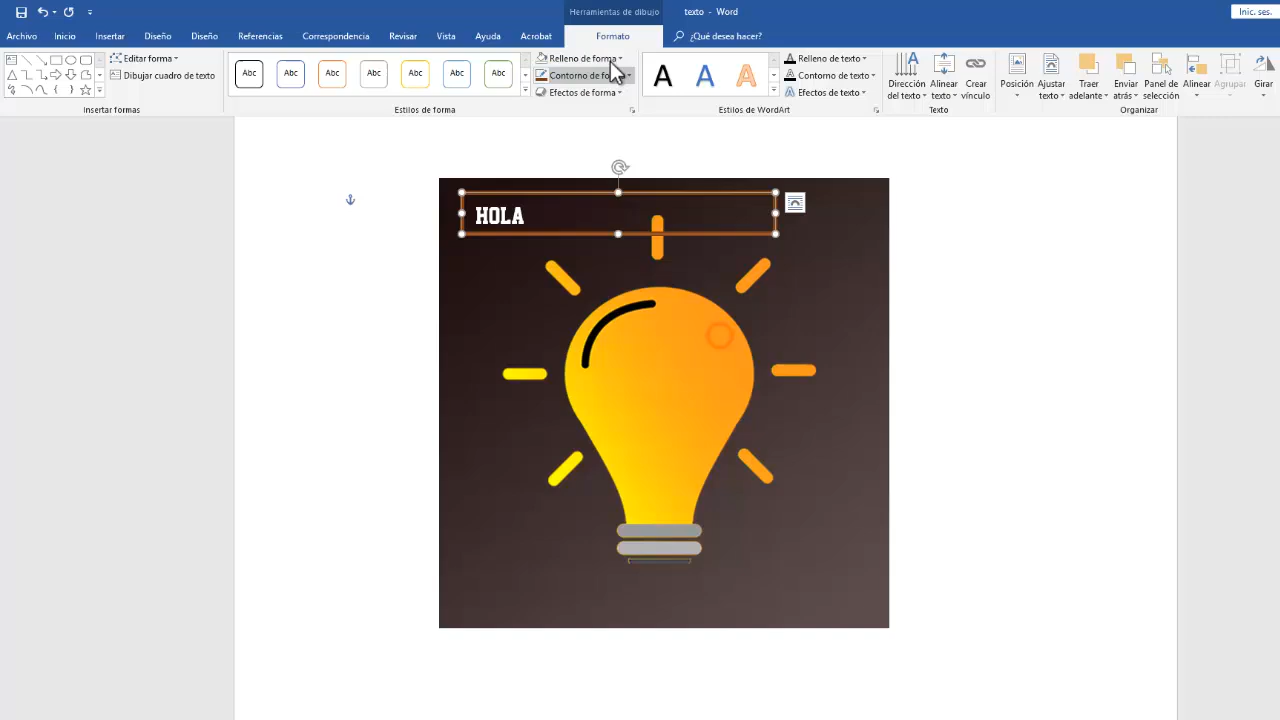 Herramientas de dibujo
texto - Word
Inic. ses.
Archivo Inicio Insertar Diseño Diseño Referencias Correspondencia Revisar Vista Ayuda Acrobat Formato ¿Qué desea hacer?
Editar forma
Dibujar cuadro de texto
Insertar formas
Abc Abc Abc Abc Abc Abc Abc
Relleno de forma
Contorno de fo
Efectos de forma
Estilos de forma
A A A
Relleno de texto
Contorno de texto
Efectos de texto
Estilos de WordArt
Dirección del texto
Alinear texto
Crear vínculo
Texto
Posición
Ajustar texto
Traer adelante
Enviar atrás
Panel de selección
Alinear
Agrupar
Girar
Organizar
HOLA